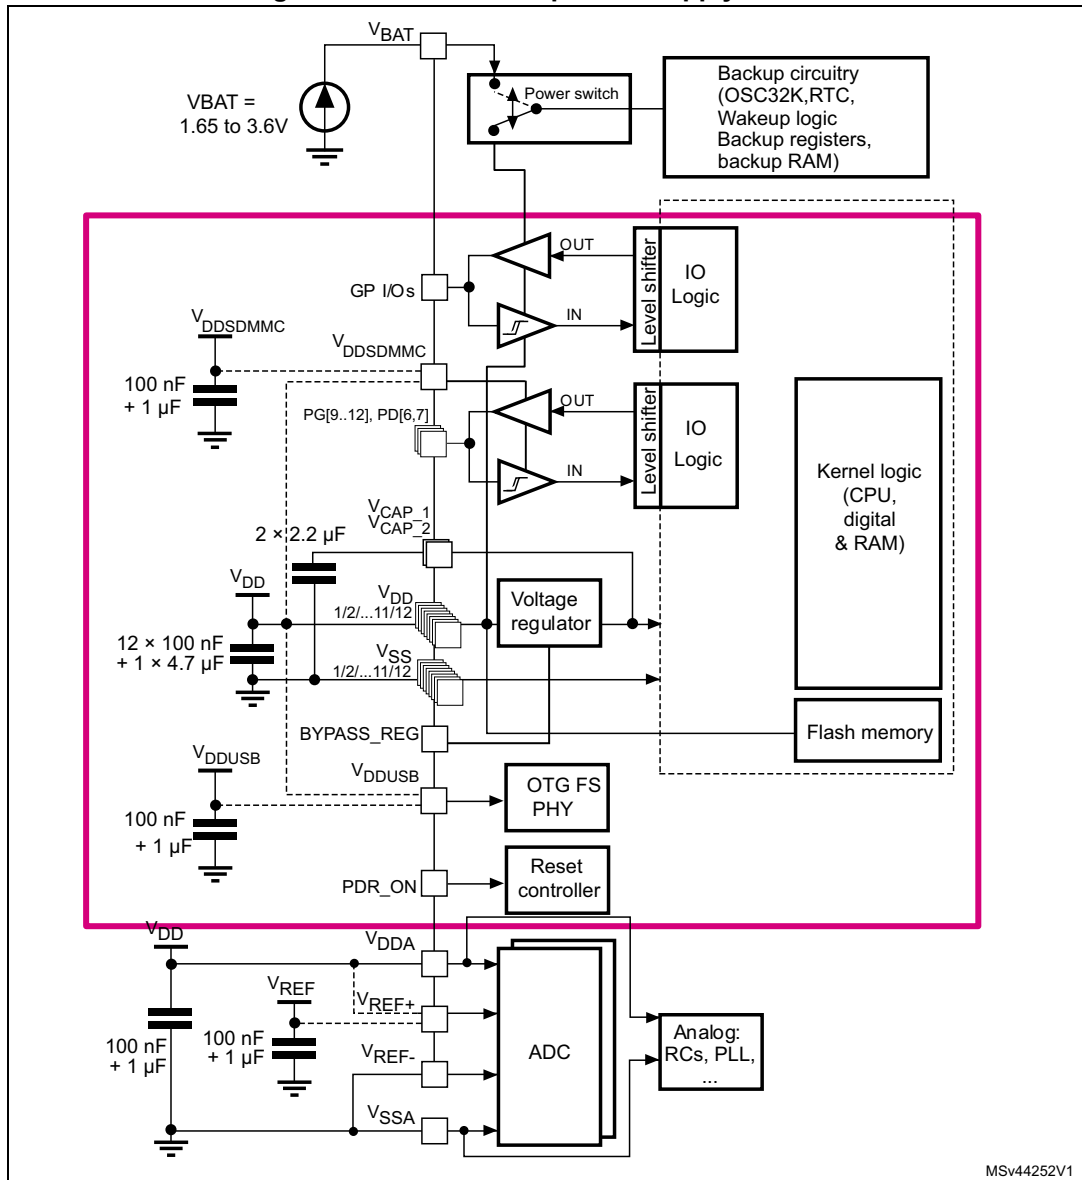 VBAT
VBAT =
1.65 to 3.6V
Power switch
Backup circuitry
(OSC32K,RTC,
Wakeup logic
Backup registers,
backup RAM)
OUT
GP I/Os
IN
Level shifter
IO
Logic
VDDSDMMC
VDDSDMMC
100 nF
+ 1 µF
PG[9..12], PD[6,7]
OUT
IN
Level shifter
IO
Logic
Kernel logic
(CPU,
digital
& RAM)
VCAP_1
VCAP_2
2 × 2.2 µF
VDD
VDD
1/2/...11/12
Voltage
regulator
12 × 100 nF
+ 1 × 4.7 µF
VSS
1/2/...11/12
BYPASS_REG
Flash memory
VDDUSB
VDDUSB
OTG FS
PHY
100 nF
+ 1 µF
PDR_ON
Reset
controller
VDD
VDDA
VREF
VREF+
100 nF
+ 1 µF
100 nF
+ 1 µF
VREF-
ADC
Analog:
RCs, PLL,
...
VSSA
MSv44252V1